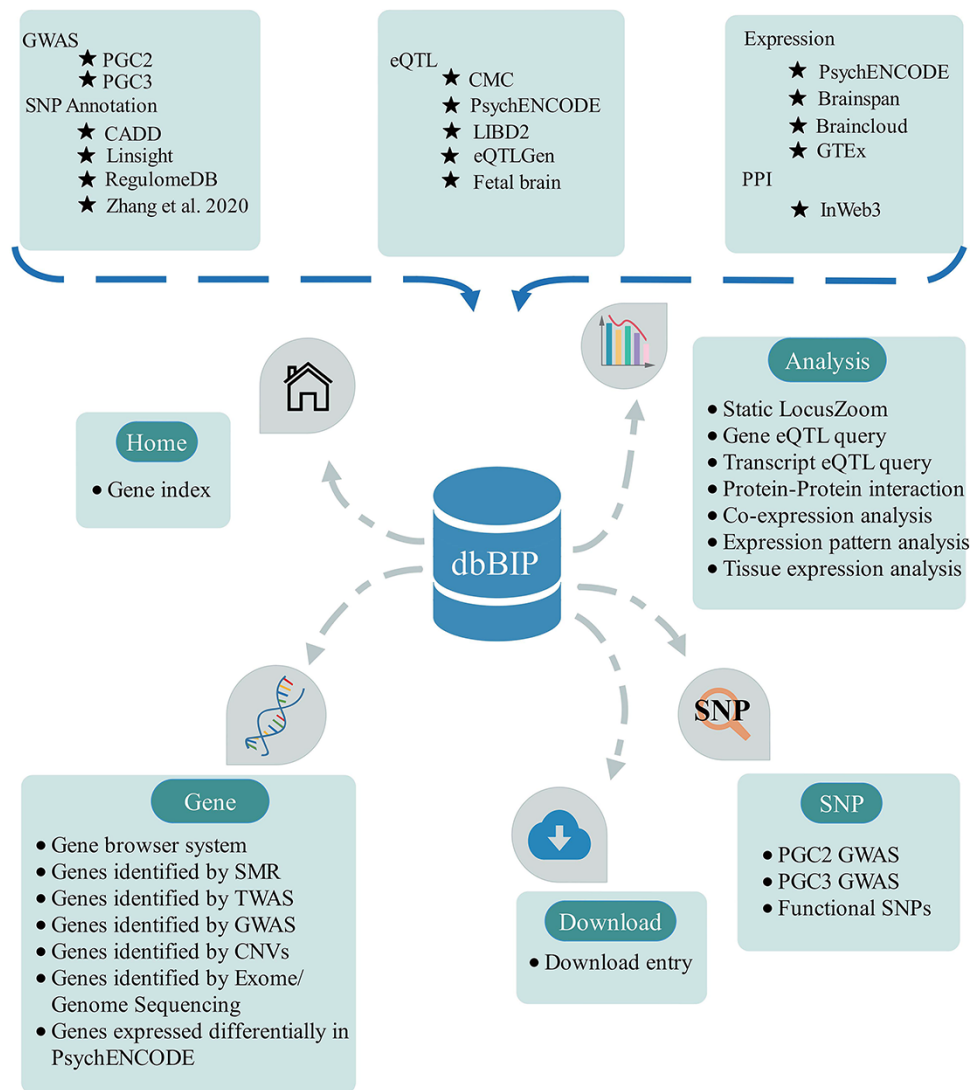 GWAS
★ PGC2
★ PGC3
SNP Annotation
★ CADD
★ Linsight
★ RegulomeDB
★ Zhang et al. 2020
eQTL
★ CMC
★ PsychENCODE
★ LIBD2
★ eQTLGen
★ Fetal brain
Expression
★ PsychENCODE
★ Brainspan
★ Braincloud
★ GTEx
PPI
★ InWeb3
Home
• Gene index
Analysis
• Static LocusZoom
• Gene eQTL query
• Transcript eQTL query
• Protein-Protein interaction
• Co-expression analysis
• Expression pattern analysis
• Tissue expression analysis
dbBIP
Gene
• Gene browser system
• Genes identified by SMR
• Genes identified by TWAS
• Genes identified by GWAS
• Genes identified by CNVs
• Genes identified by Exome/
Genome Sequencing
• Genes expressed differentially in
PsychENCODE
Download
• Download entry
SNP
SNP
• PGC2 GWAS
• PGC3 GWAS
• Functional SNPs